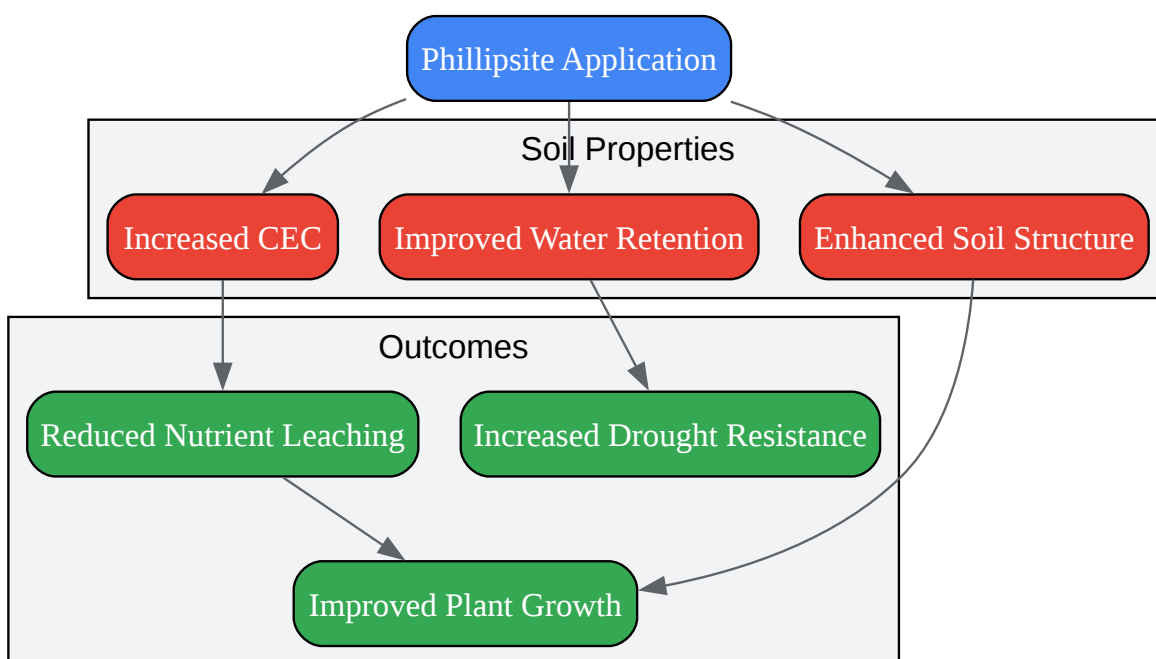 Phillipsite Application
Soil Properties
Increased CEC
Improved Water Retention
Enhanced Soil Structure
Outcomes
Reduced Nutrient Leaching
Increased Drought Resistance
Improved Plant Growth